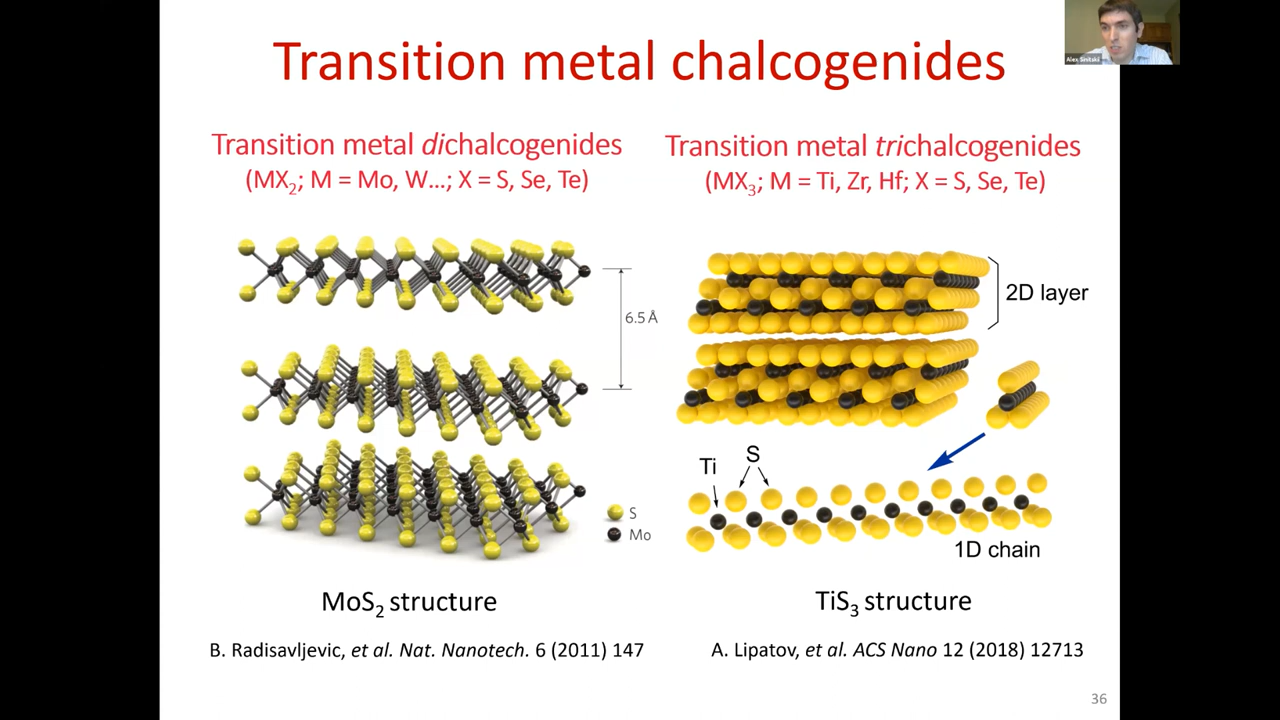 Transition metal chalcogenides
Alex Sinitskii
Transition metal dichalcogenides
(MX₂; M = Mo, W...; X = S, Se, Te)
6.5 Å
S
Mo
MoS₂ structure
B. Radisavljevic, et al. Nat. Nanotech. 6 (2011) 147
Transition metal trichalcogenides
(MX₃; M = Ti, Zr, Hf; X = S, Se, Te)
2D layer
Ti
S
1D chain
TiS₃ structure
A. Lipatov, et al. ACS Nano 12 (2018) 12713
36